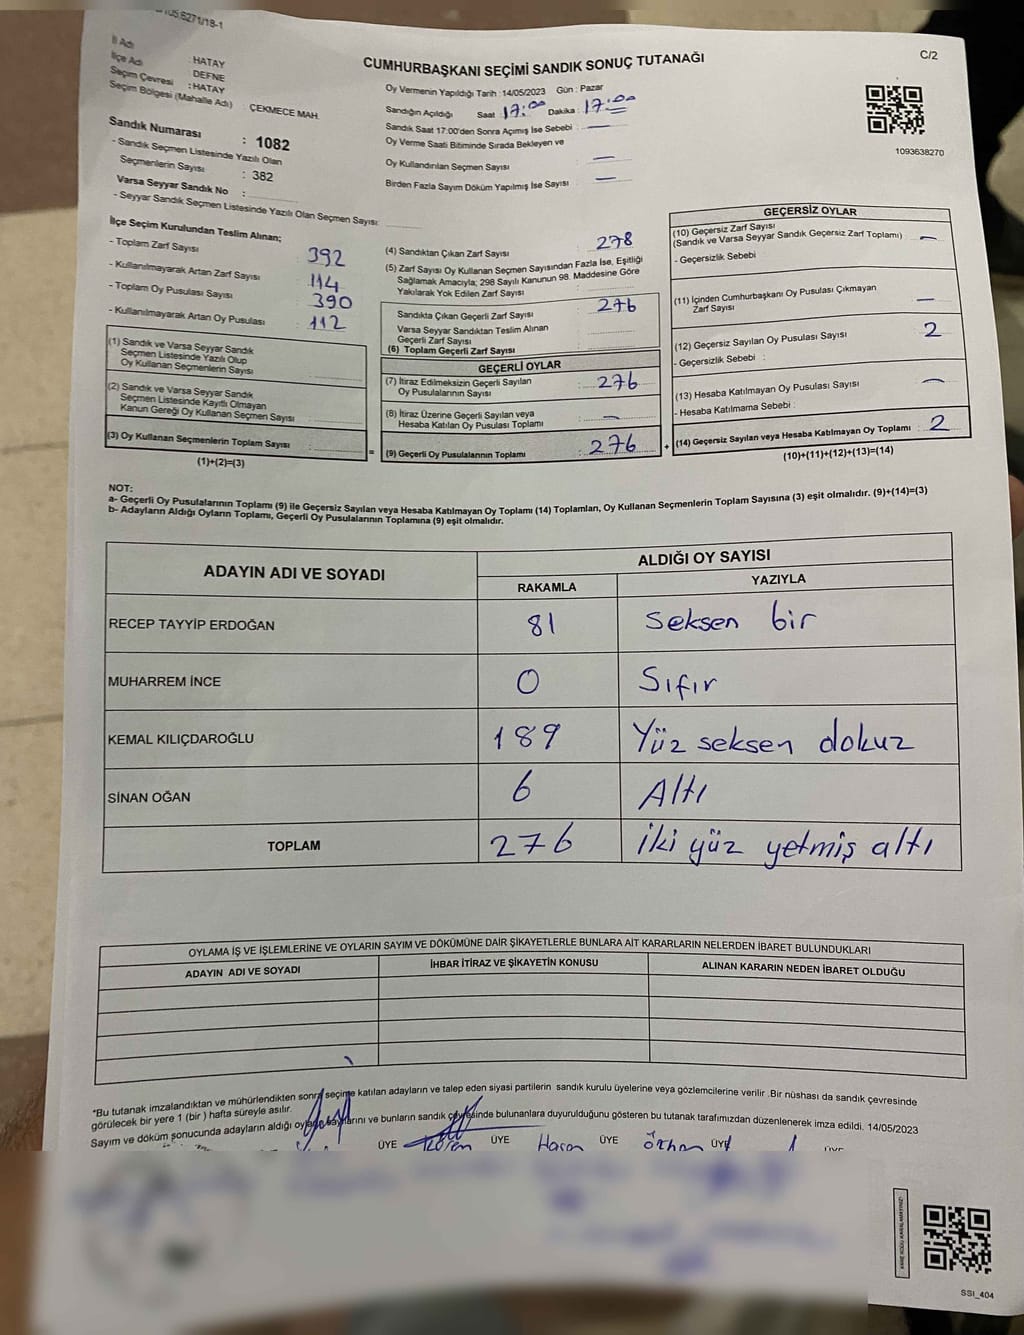 CUMHURBAŞKANI SEÇİMİ SANDIK SONUÇ TUTANAĞI
C/2
İl Adı : HATAY
İlçe Adı : DEFNE
Seçim Çevresi : HATAY
Seçim Bölgesi (Mahalle Adı) : ÇEKMECE MAH.
Sandık Numarası : 1082
- Sandık Seçmen Listesinde Yazılı Olan
Seçmenlerin Sayısı : 382
Varsa Seyyar Sandık No :
- Seyyar Sandık Seçmen Listesinde Yazılı Olan Seçmen Sayısı:
Oy Vermenin Yapıldığı Tarih : 14/05/2023 Gün : Pazar
Sandığın Açıldığı Saat : 17:00 Dakika : 17:00
Sandık Saat 17:00'den Sonra Açımış İse Sebebi : —
Oy Verme Saati Bitiminde Sırada Bekleyen ve
Oy Kullandırılan Seçmen Sayısı —
Birden Fazla Sayım Döküm Yapılmış İse Sayısı —
1093638270
İlçe Seçim Kurulundan Teslim Alınan;
- Toplam Zarf Sayısı : 392
- Kullanılmayarak Artan Zarf Sayısı : 114
- Toplam Oy Pusulası Sayısı : 390
- Kullanılmayarak Artan Oy Pusulası : 112
(1) Sandık ve Varsa Seyyar Sandık
Seçmen Listesinde Yazılı Olup
Oy Kullanan Seçmenlerin Sayısı :
(2) Sandık ve Varsa Seyyar Sandık
Seçmen Listesinde Kayıtlı Olmayan
Kanun Gereği Oy Kullanan Seçmen Sayısı :
(3) Oy Kullanan Seçmenlerin Toplam Sayısı :
(1)+(2)=(3)
=
(4) Sandıktan Çıkan Zarf Sayısı : 278
(5) Zarf Sayısı Oy Kullanan Seçmen Sayısından Fazla İse, Eşitliği
Sağlamak Amacıyla; 298 Sayılı Kanunun 98. Maddesine Göre
Yakılarak Yok Edilen Zarf Sayısı
Sandıkta Çıkan Geçerli Zarf Sayısı : 276
Varsa Seyyar Sandıktan Teslim Alınan
Geçerli Zarf Sayısı
(6) Toplam Geçerli Zarf Sayısı
GEÇERLİ OYLAR
(7) İtiraz Edilmeksizin Geçerli Sayılan
Oy Pusulalarının Sayısı : 276
(8) İtiraz Üzerine Geçerli Sayılan veya
Hesaba Katılan Oy Pusulası Toplamı : —
(9) Geçerli Oy Pusulalarının Toplamı : 276
+
GEÇERSİZ OYLAR
(10) Geçersiz Zarf Sayısı
(Sandık ve Varsa Seyyar Sandık Geçersiz Zarf Toplamı) : —
- Geçersizlik Sebebi
(11) İçinden Cumhurbaşkanı Oy Pusulası Çıkmayan
Zarf Sayısı : —
(12) Geçersiz Sayılan Oy Pusulası Sayısı : 2
- Geçersizlik Sebebi :
(13) Hesaba Katılmayan Oy Pusulası Sayısı : —
- Hesaba Katılmama Sebebi :
(14) Geçersiz Sayılan veya Hesaba Katılmayan Oy Toplamı : 2
(10)+(11)+(12)+(13)=(14)
NOT:
a- Geçerli Oy Pusulalarının Toplamı (9) ile Geçersiz Sayılan veya Hesaba Katılmayan Oy Toplamı (14) Toplamları, Oy Kullanan Seçmenlerin Toplam Sayısına (3) eşit olmalıdır. (9)+(14)=(3)
b- Adayların Aldığı Oyların Toplamı, Geçerli Oy Pusulalarının Toplamına (9) eşit olmalıdır.
ADAYIN ADI VE SOYADI
ALDIĞI OY SAYISI
RAKAMLA YAZIYLA
RECEP TAYYİP ERDOĞAN 81 Seksen bir
MUHARREM İNCE 0 Sıfır
KEMAL KILIÇDAROĞLU 189 Yüz seksen dokuz
SİNAN OĞAN 6 Altı
TOPLAM 276 iki yüz yetmiş altı
OYLAMA İŞ VE İŞLEMLERİNE VE OYLARIN SAYIM VE DÖKÜMÜNE DAİR ŞİKAYETLERLE BUNLARA AİT KARARLARIN NELERDEN İBARET BULUNDUKLARI
ADAYIN ADI VE SOYADI İHBAR İTİRAZ VE ŞİKAYETİN KONUSU ALINAN KARARIN NEDEN İBARET OLDUĞU
"Bu tutanak imzalandıktan ve mühürlendikten sonra seçime katılan adayların ve talep eden siyasi partilerin sandık kurulu üyelerine veya gözlemcilerine verilir .Bir nüshası da sandık çevresinde
görülecek bir yere 1 (bir ) hafta süreyle asılır.
Sayım ve döküm sonucunda adayların aldığı oy sayılarını ve bunların sandık çevresinde bulunanlara duyurulduğunu gösteren bu tutanak tarafımızdan düzenlenerek imza edildi. 14/05/2023
ÜYE ÜYE Hasan ÜYE ÜYE
SSI_404